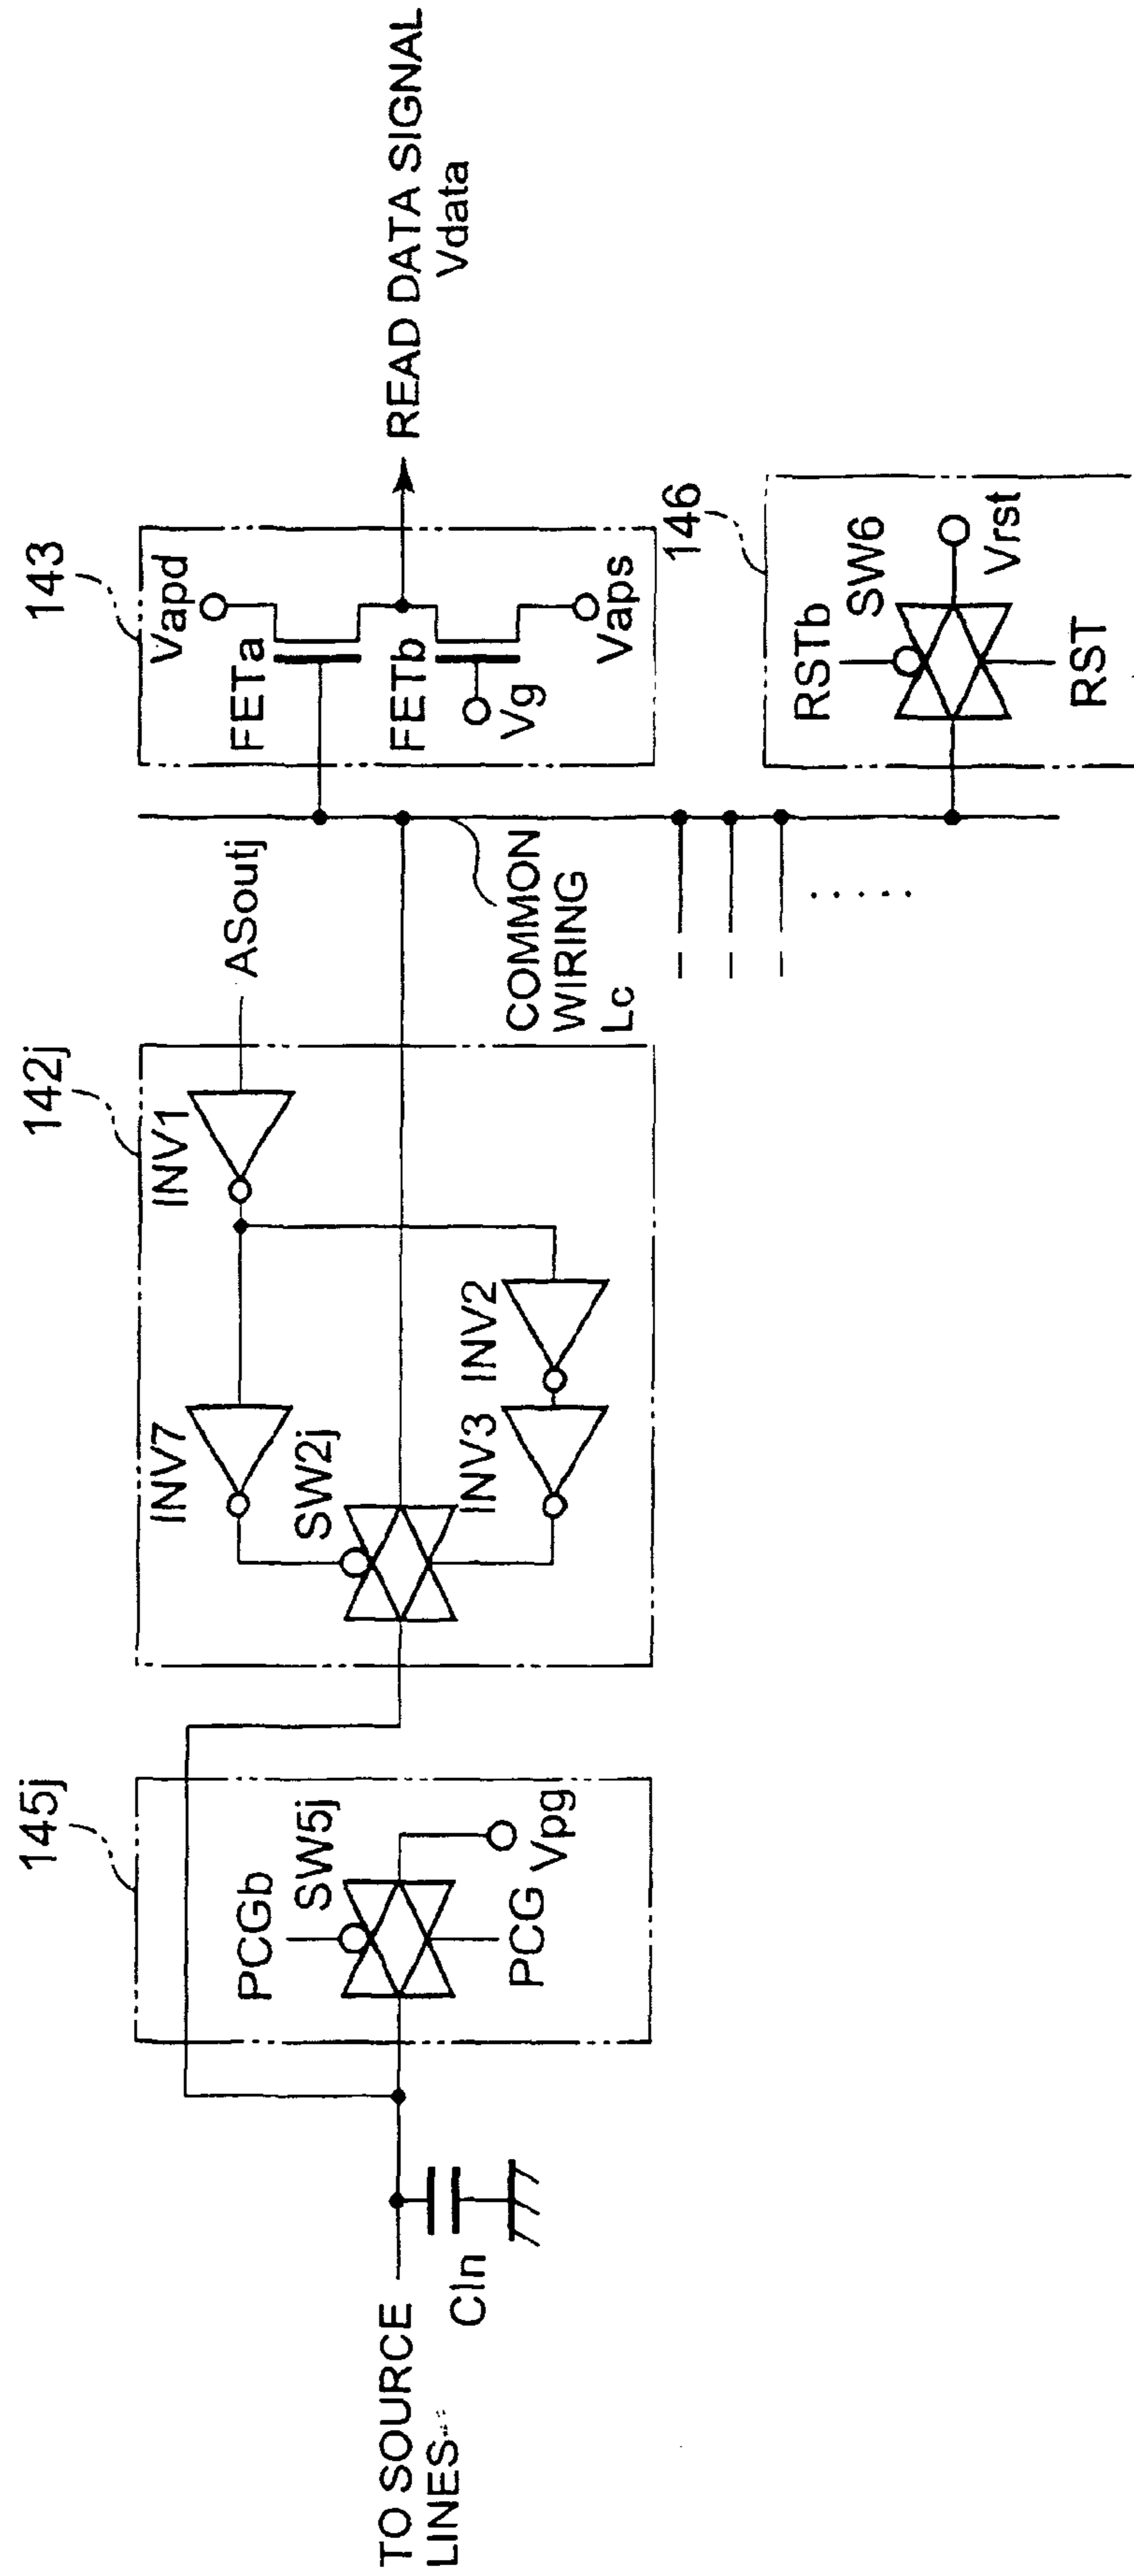 TO SOURCE
LINES
Cln
145j
PCGb
SW5j
PCG
Vpg
142j
INV7
SW2j
INV3
INV1
INV2
ASoutj
COMMON
WIRING
Lc
143
Vapd
FETa
FETb
Vg
Vaps
READ DATA SIGNAL
Vdata
146
RSTb
SW6
RST
Vrst